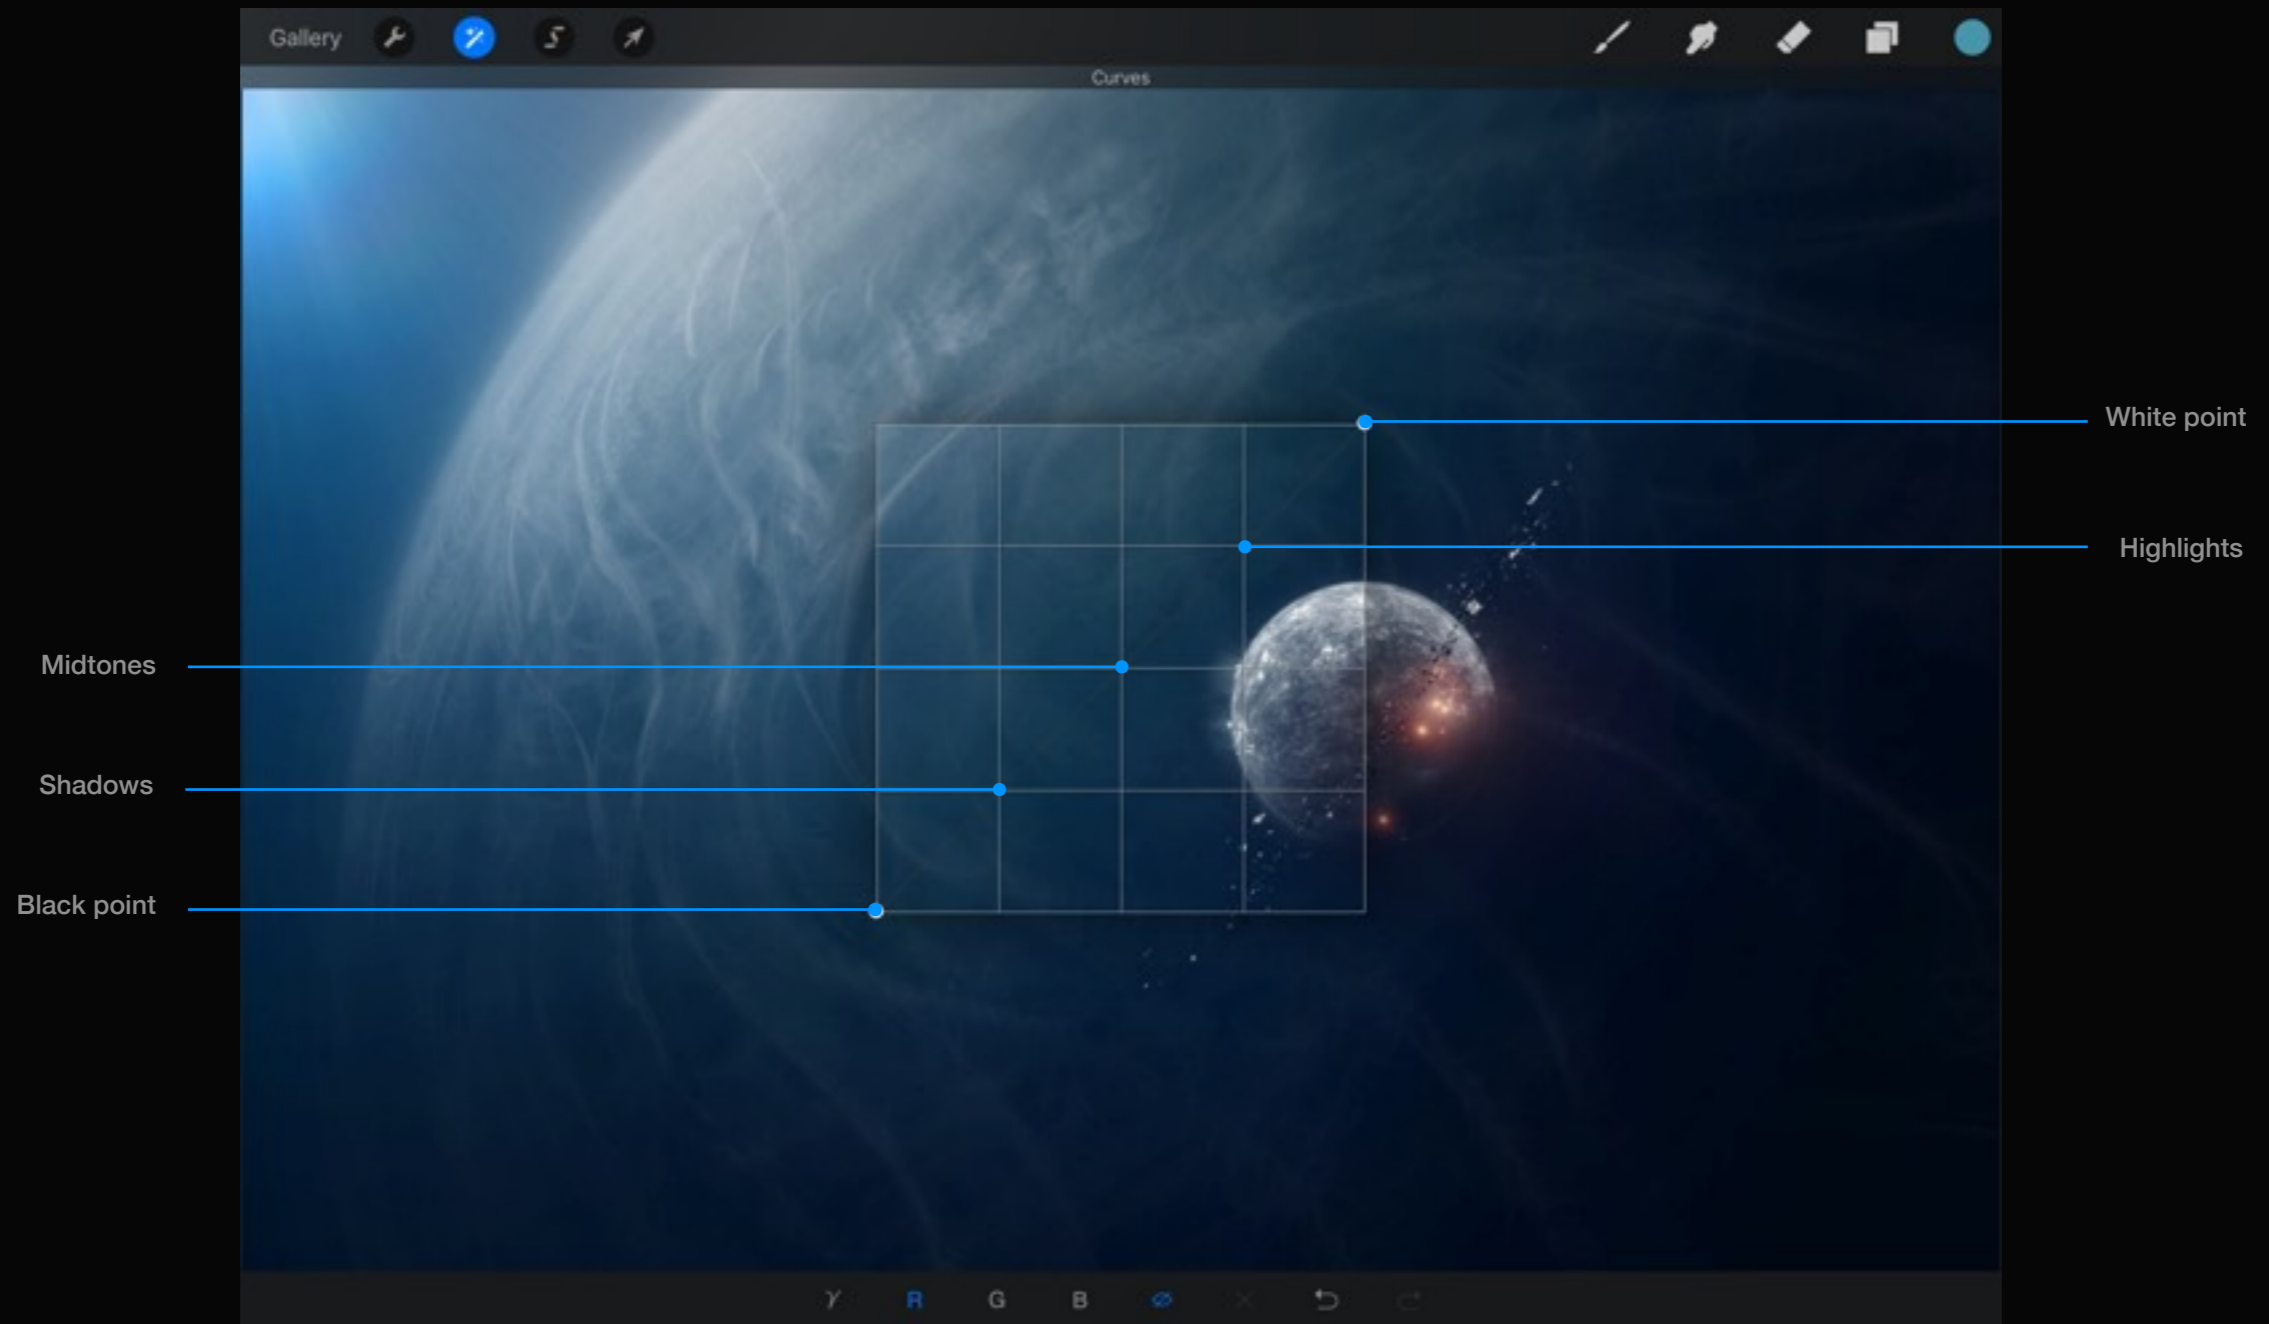 Gallery
Curves
White point
Highlights
Midtones
Shadows
Black point
γ R G B